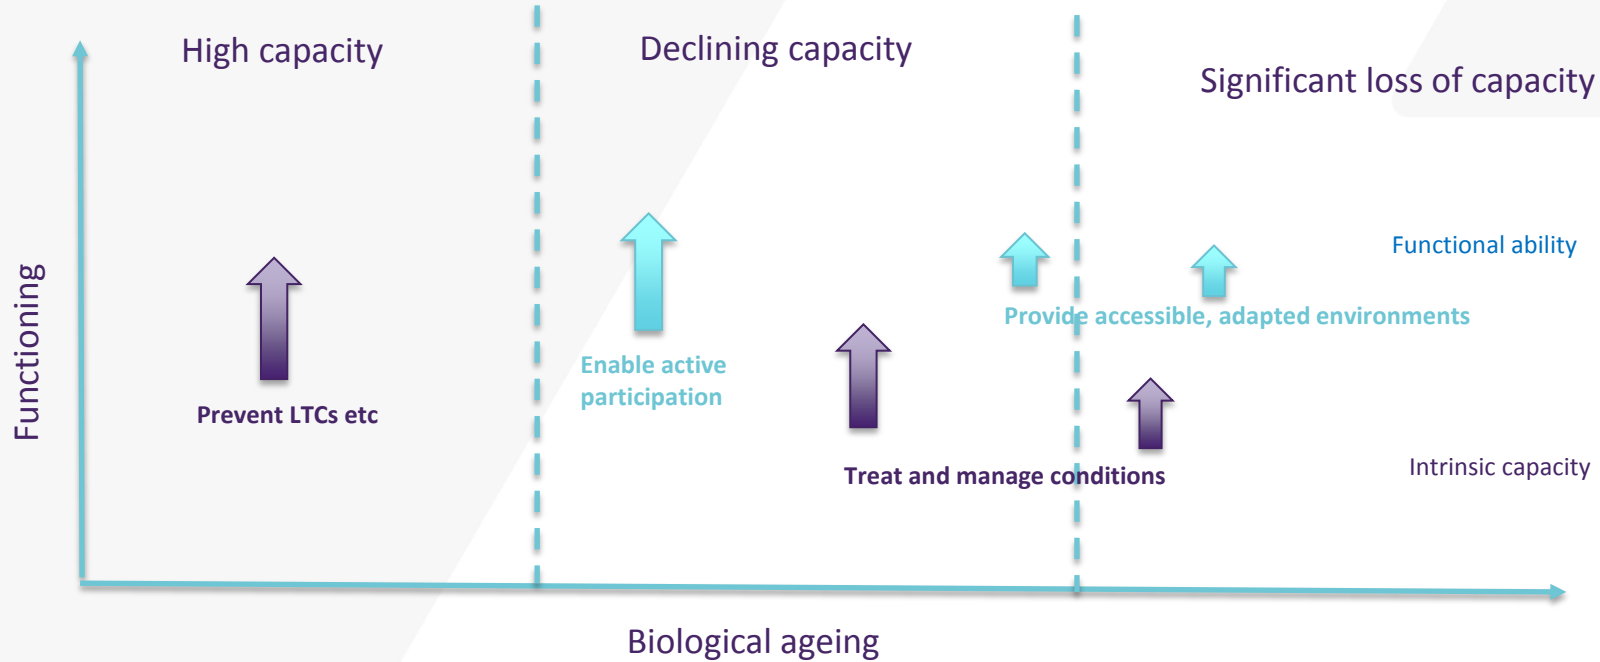 High capacity
Declining capacity
Significant loss of capacity
Functioning
Functional ability
Provide accessible, adapted environments
Enable active
participation
Prevent LTCs etc
Treat and manage conditions
Intrinsic capacity
Biological ageing